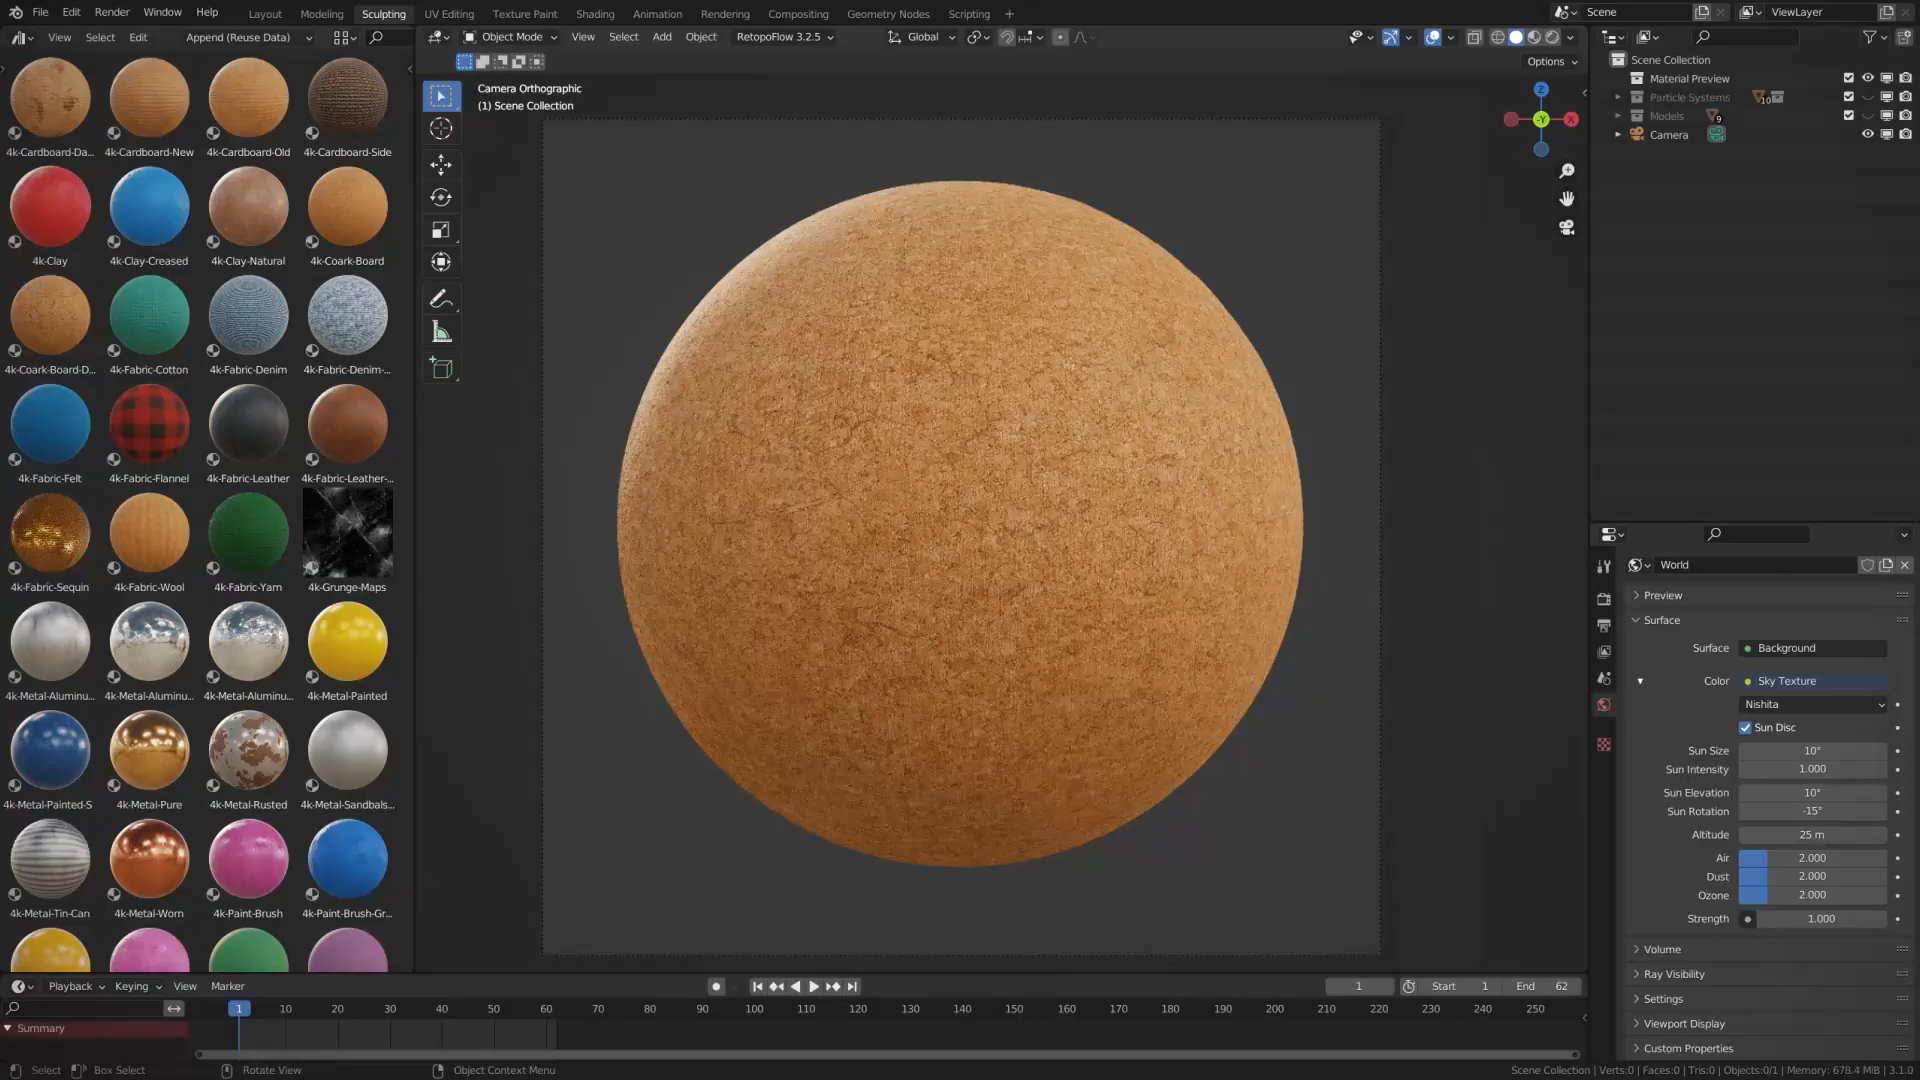 File Edit Render Window Help Layout Modeling Sculpting UV Editing Texture Paint Shading Animation Rendering Compositing Geometry Nodes Scripting + Scene ViewLayer
View Select Edit Append (Reuse Data) Object Mode View Select Add Object RetopoFlow 3.2.5 Global
Options
Camera Orthographic
(1) Scene Collection
Z
-Y X
4k-Cardboard-Da... 4k-Cardboard-New 4k-Cardboard-Old 4k-Cardboard-Side
4k-Clay 4k-Clay-Creased 4k-Clay-Natural 4k-Coark-Board
4k-Coark-Board-D... 4k-Fabric-Cotton 4k-Fabric-Denim 4k-Fabric-Denim-...
4k-Fabric-Felt 4k-Fabric-Flannel 4k-Fabric-Leather 4k-Fabric-Leather-...
4k-Fabric-Sequin 4k-Fabric-Wool 4k-Fabric-Yarn 4k-Grunge-Maps
4k-Metal-Aluminu... 4k-Metal-Aluminu... 4k-Metal-Aluminu... 4k-Metal-Painted
4k-Metal-Painted-S 4k-Metal-Pure 4k-Metal-Rusted 4k-Metal-Sandbals...
4k-Metal-Tin-Can 4k-Metal-Worn 4k-Paint-Brush 4k-Paint-Brush-Gr...
Scene Collection
Material Preview
Particle Systems 10
Models 9
Camera
World
Preview
Surface
Surface Background
Color Sky Texture
Nishita
Sun Disc
Sun Size 10°
Sun Intensity 1.000
Sun Elevation 10°
Sun Rotation -15°
Altitude 25 m
Air 2.000
Dust 2.000
Ozone 2.000
Strength 1.000
Volume
Ray Visibility
Settings
Viewport Display
Custom Properties
Playback Keying View Marker 1 Start 1 End 62
1 10 20 30 40 50 60 70 80 90 100 110 120 130 140 150 160 170 180 190 200 210 220 230 240 250
Summary
Select Box Select Rotate View Object Context Menu Scene Collection | Verts:0 | Faces:0 | Tris:0 | Objects:0/1 | Memory: 678.4 MiB | 3.1.0